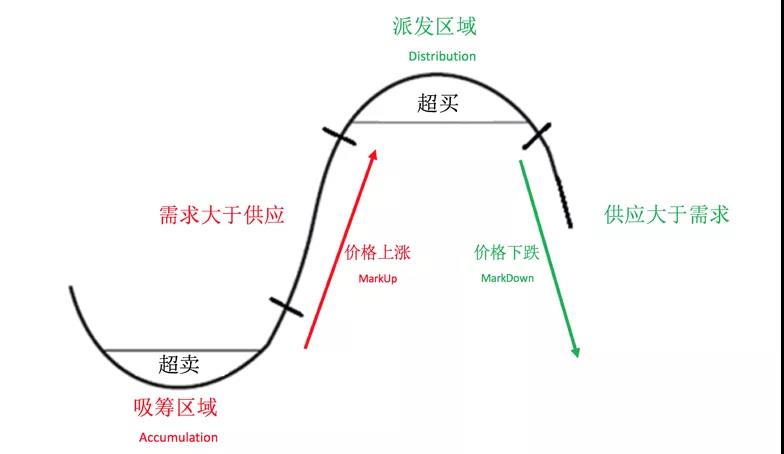 派发区域
Distribution
超买
需求大于供应
供应大于需求
价格上涨
MarkUp
价格下跌
MarkDown
超卖
吸筹区域
Accumulation